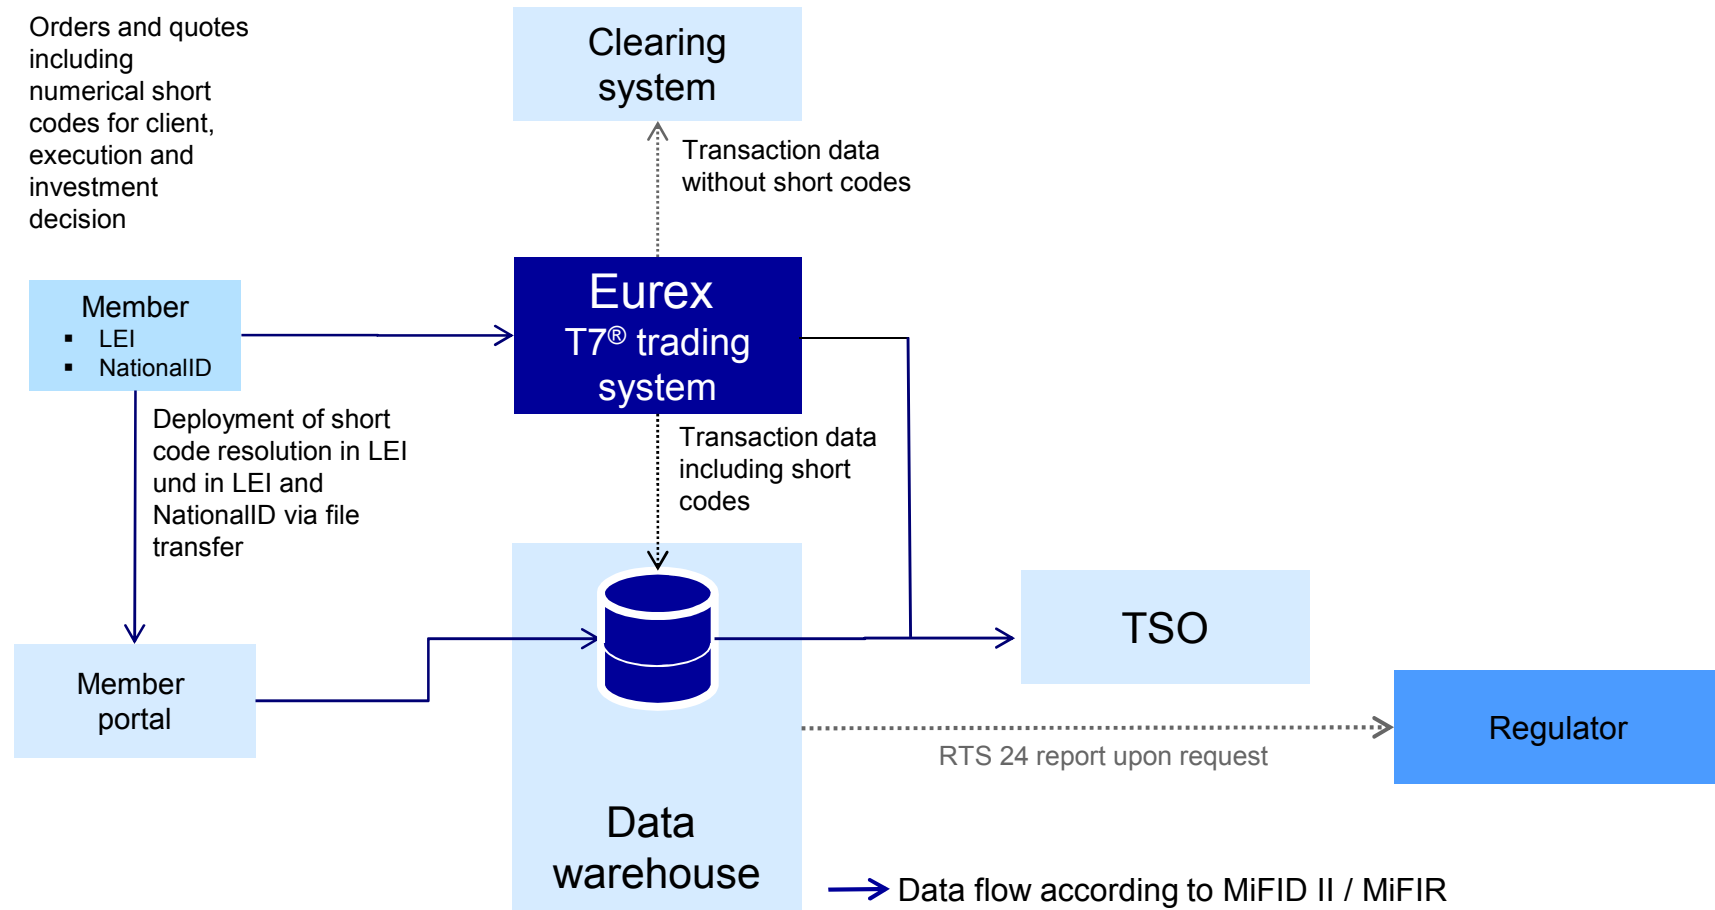 Orders and quotes
including
numerical short
codes for client,
execution and
investment
decision
Clearing
system
Transaction data
without short codes
Member
▪ LEI
▪ NationalID
Eurex
T7® trading
system
Deployment of short
code resolution in LEI
und in LEI and
NationalID via file
transfer
Transaction data
including short
codes
Member
portal
TSO
Regulator
RTS 24 report upon request
Data
warehouse
Data flow according to MiFID II / MiFIR